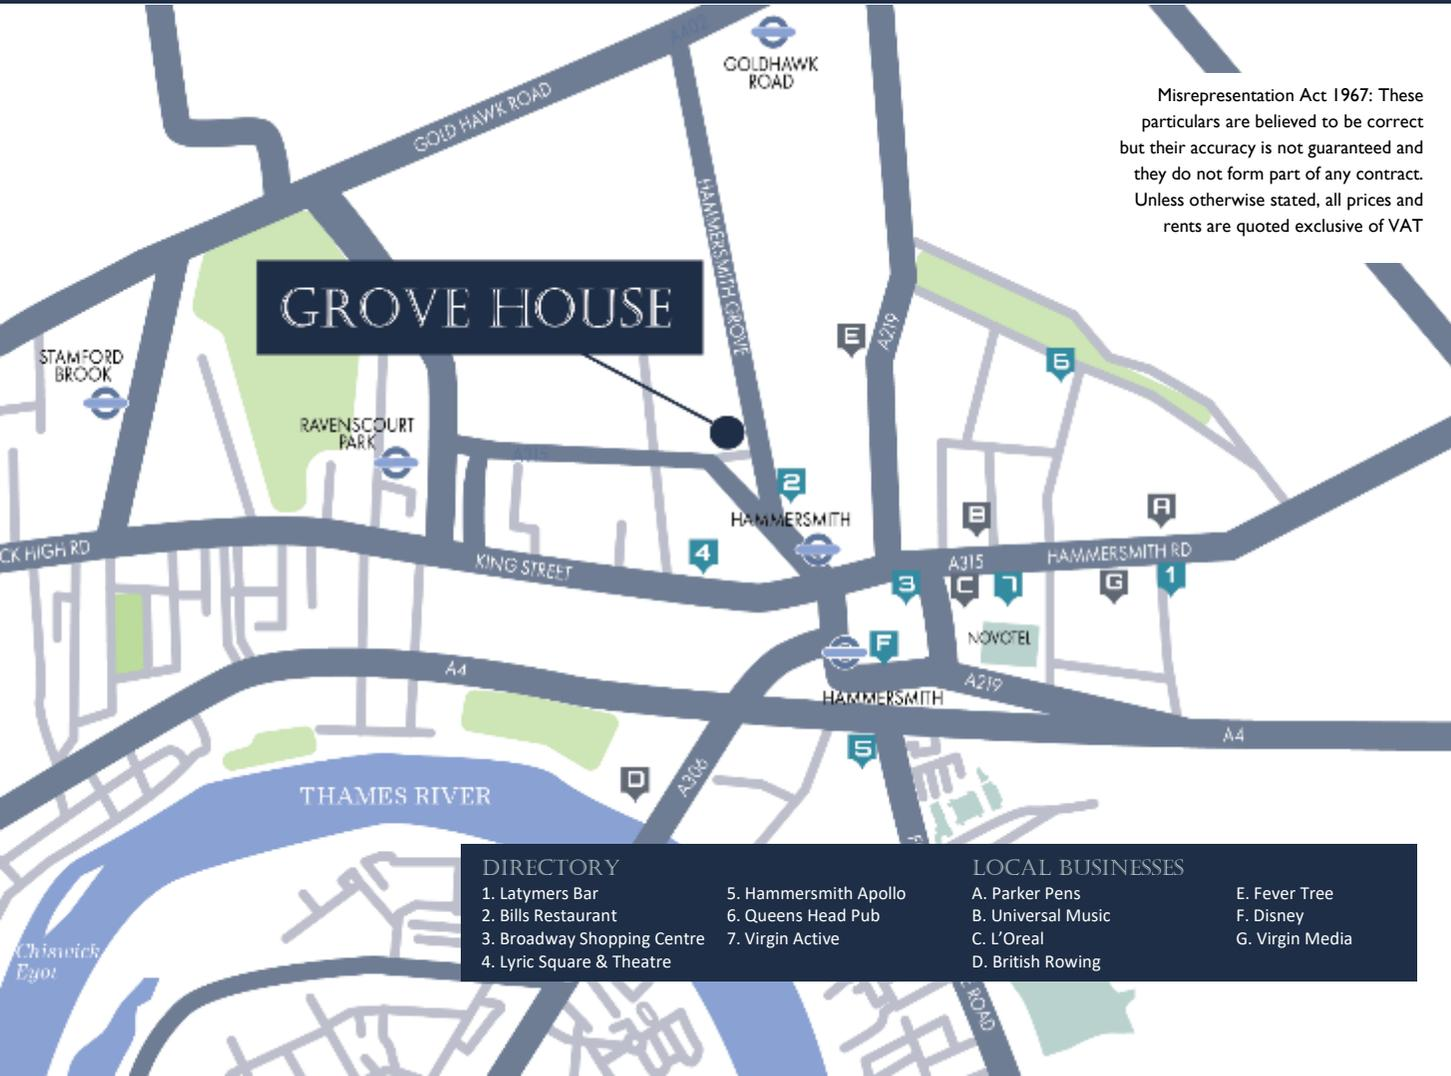 A402
GOLDHAWK
ROAD
GOLD HAWK ROAD
Misrepresentation Act 1967: These
particulars are believed to be correct
but their accuracy is not guaranteed and
they do not form part of any contract.
Unless otherwise stated, all prices and
rents are quoted exclusive of VAT
HAMMERSMITH GROVE
GROVE HOUSE
A219
E
6
STAMFORD
BROOK
RAVENSCOURT
PARK
A315
2
HAMMERSMITH
B
A
CK HIGH RD
KING STREET
4
A315
HAMMERSMITH RD
3
C
7
G
1
NOVOTEL
F
A4
A219
HAMMERSMITH
A4
5
D
A306
THAMES RIVER
F
DIRECTORY
1. Latymers Bar
2. Bills Restaurant
3. Broadway Shopping Centre
4. Lyric Square & Theatre
5. Hammersmith Apollo
6. Queens Head Pub
7. Virgin Active
LOCAL BUSINESSES
A. Parker Pens
B. Universal Music
C. L’Oreal
D. British Rowing
E. Fever Tree
F. Disney
G. Virgin Media
Chiswick
Eyot
ROAD